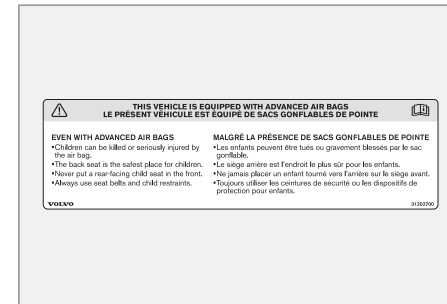 THIS VEHICLE IS EQUIPPED WITH ADVANCED AIR BAGS
LE PRÉSENT VÉHICULE EST ÉQUIPÉ DE SACS GONFLABLES DE POINTE
EVEN WITH ADVANCED AIR BAGS
•Children can be killed or seriously injured by
the air bag.
•The back seat is the safest place for children.
•Never put a rear-facing child seat in the front.
•Always use seat belts and child restraints.
MALGRÉ LA PRÉSENCE DE SACS GONFLABLES DE POINTE
•Les enfants peuvent être tués ou gravement blessés par le sac
gonflable.
•Le siège arrière est l'endroit le plus sûr pour les enfants.
•Ne jamais placer un enfant tourné vers l'arrière sur le siège avant.
•Toujours utiliser les ceintures de sécurité ou les dispositifs de
protection pour enfants.
VOLVO
31202700